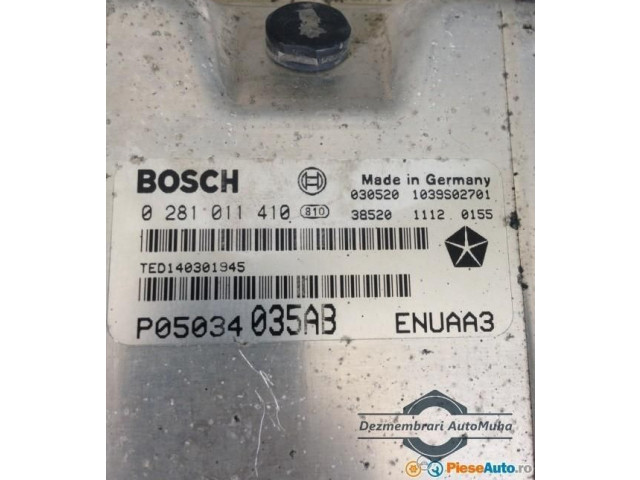 BOSCH
Made in Germany
030520 1039S02701
0 281 011 410 810
38520 1112 0155
TED140301945
P05034 035AB ENUAA3
Dezmembrari AutoMuha
PieseAuto.ro